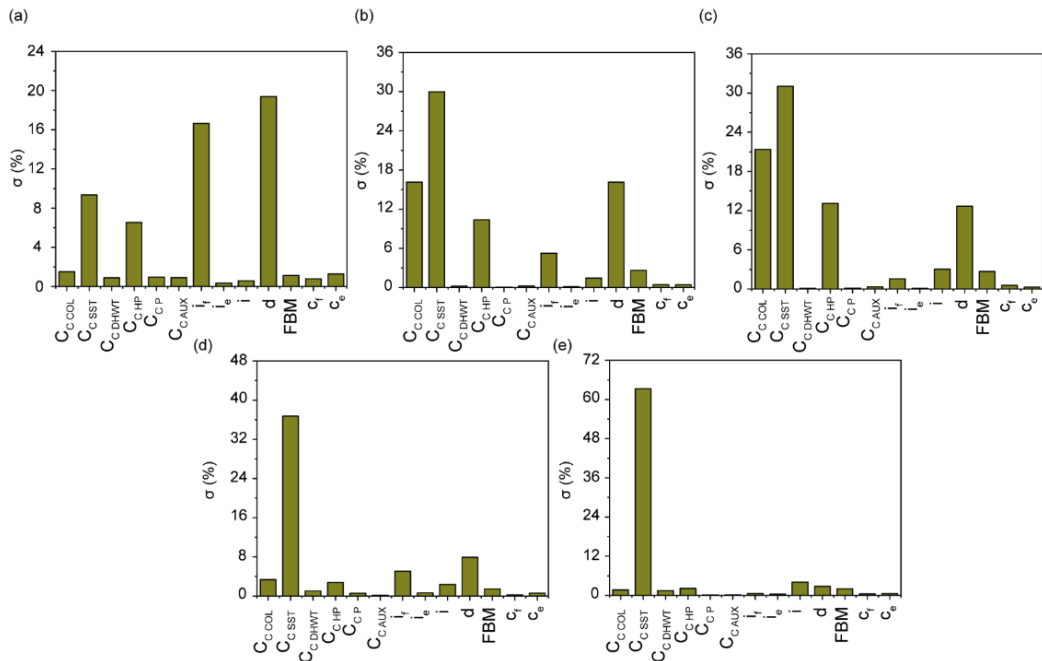 (a)
24
20
16
12
8
4
0
σ (%)
C_C COL
C_C SST
C_C DHWT
C_C HP
C_C P
C_C AUX
i_f
i_e
i
d
FBM
c_f
c_e
(b)
36
30
24
18
12
6
0
σ (%)
C_C COL
C_C SST
C_C DHWT
C_C HP
C_C P
C_C AUX
i_f
i_e
i
d
FBM
c_f
c_e
(c)
36
30
24
18
12
6
0
σ (%)
C_C COL
C_C SST
C_C DHWT
C_C HP
C_C P
C_C AUX
i_f
i_e
i
d
FBM
c_f
c_e
(d)
48
40
32
24
16
8
0
σ (%)
C_C COL
C_C SST
C_C DHWT
C_C HP
C_C P
C_C AUX
i_f
i_e
i
d
FBM
c_f
c_e
(e)
72
60
48
36
24
12
0
σ (%)
C_C COL
C_C SST
C_C DHWT
C_C HP
C_C P
C_C AUX
i_f
i_e
i
d
FBM
c_f
c_e